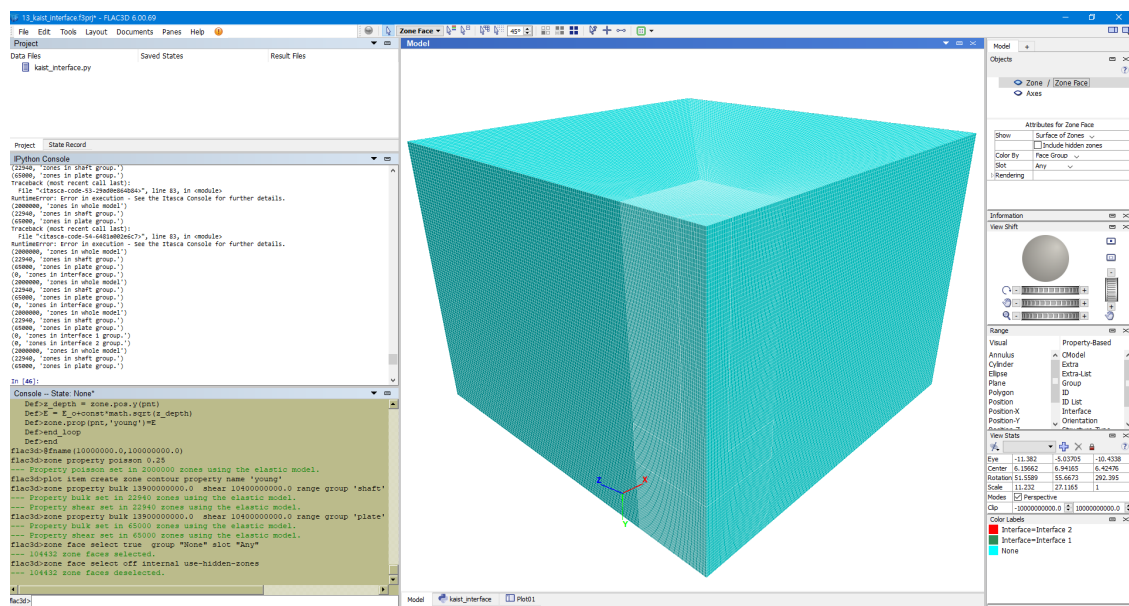 13_kaist_interface.f3prj* - FLAC3D 6.00.69
File Edit Tools Layout Documents Panes Help
Zone Face
45°
Project
Data Files Saved States Result Files
kaist_interface.py
Project State Record
IPython Console
(22940, 'zones in shaft group.')
(65000, 'zones in plate group.')
Traceback (most recent call last):
File "<itasca-code-53-29ad0e864b84>", line 83, in <module>
RuntimeError: Error in execution - See the Itasca Console for further details.
(2000000, 'zones in whole model')
(22940, 'zones in shaft group.')
(65000, 'zones in plate group.')
Traceback (most recent call last):
File "<itasca-code-54-6481a002e6c7>", line 83, in <module>
RuntimeError: Error in execution - See the Itasca Console for further details.
(2000000, 'zones in whole model')
(22940, 'zones in shaft group.')
(65000, 'zones in plate group.')
(0, 'zones in interface group.')
(2000000, 'zones in whole model')
(22940, 'zones in shaft group.')
(65000, 'zones in plate group.')
(0, 'zones in interface group.')
(2000000, 'zones in whole model')
(22940, 'zones in shaft group.')
(65000, 'zones in plate group.')
(0, 'zones in interface 1 group.')
(0, 'zones in interface 2 group.')
(2000000, 'zones in whole model')
(22940, 'zones in shaft group.')
(65000, 'zones in plate group.')
In [46]:
Console -- State: None*
Def>z_depth = zone.pos.y(pnt)
Def>E = E_o+const*math.sqrt(z_depth)
Def>zone.prop(pnt,'young')=E
Def>end_loop
Def>end
flac3d>@fname(10000000.0,100000000.0)
flac3d>zone property poisson 0.25
--- Property poisson set in 2000000 zones using the elastic model.
flac3d>plot item create zone contour property name 'young'
flac3d>zone property bulk 13900000000.0 shear 10400000000.0 range group 'shaft'
--- Property bulk set in 22940 zones using the elastic model.
--- Property shear set in 22940 zones using the elastic model.
flac3d>zone property bulk 13900000000.0 shear 10400000000.0 range group 'plate'
--- Property bulk set in 65000 zones using the elastic model.
--- Property shear set in 65000 zones using the elastic model.
flac3d>zone face select true group "None" slot "Any"
--- 104432 zone faces selected.
flac3d>zone face select off internal use-hidden-zones
--- 104432 zone faces deselected.
flac3d>
Model
Z X Y
Model kaist_interface Plot01
Model +
Objects
Zone / Zone Face
Axes
Attributes for Zone Face
Show Surface of Zones
Include hidden zones
Color By Face Group
Slot Any
Rendering
Information
View Shift
Range
Visual Property-Based
Annulus CModel
Cylinder Extra
Ellipse Extra-List
Plane Group
Polygon ID
Position ID List
Position-X Interface
Position-Y Orientation
View Stats
Eye -11.382 -5.03705 -10.4338
Center 6.15662 6.94165 6.42476
Rotation 51.5589 55.6673 292.395
Scale 11.232 27.1165 1
Modes Perspective
Clip -10000000000.0 10000000000.0
Color Labels
Interface=Interface 2
Interface=Interface 1
None